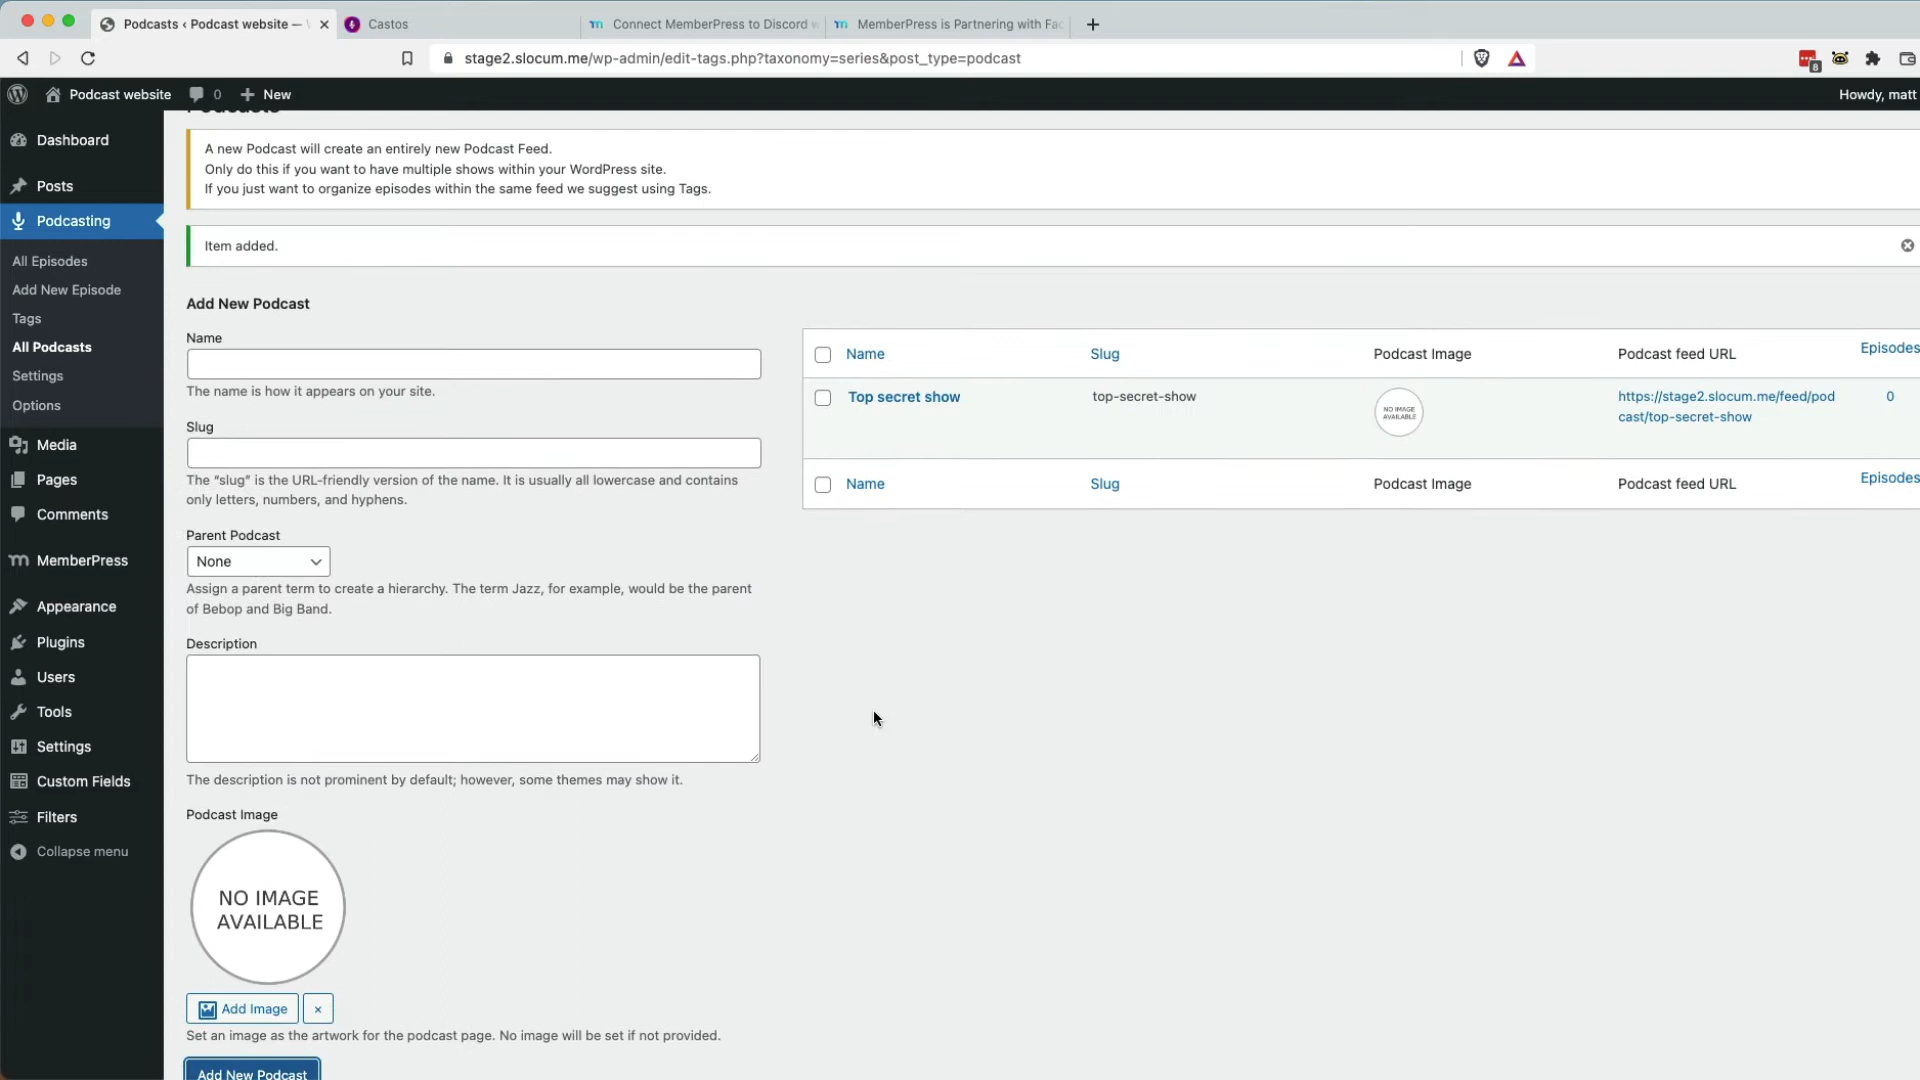 Podcasts ‹ Podcast website —
Castos
Connect MemberPress to Discord
MemberPress is Partnering with Fac
stage2.slocum.me/wp-admin/edit-tags.php?taxonomy=series&post_type=podcast
8
Podcast website
0
New
Howdy, matt
Podcasts
Dashboard
Posts
Podcasting
All Episodes
Add New Episode
Tags
All Podcasts
Settings
Options
Media
Pages
Comments
MemberPress
Appearance
Plugins
Users
Tools
Settings
Custom Fields
Filters
Collapse menu
A new Podcast will create an entirely new Podcast Feed.
Only do this if you want to have multiple shows within your WordPress site.
If you just want to organize episodes within the same feed we suggest using Tags.
Item added.
Add New Podcast
Name
The name is how it appears on your site.
Slug
The “slug” is the URL-friendly version of the name. It is usually all lowercase and contains
only letters, numbers, and hyphens.
Parent Podcast
None
Assign a parent term to create a hierarchy. The term Jazz, for example, would be the parent
of Bebop and Big Band.
Description
The description is not prominent by default; however, some themes may show it.
Podcast Image
NO IMAGE
AVAILABLE
Add Image
×
Set an image as the artwork for the podcast page. No image will be set if not provided.
Add New Podcast
Name Slug Podcast Image Podcast feed URL Episodes
Top secret show top-secret-show NO IMAGE https://stage2.slocum.me/feed/pod 0
AVAILABLE cast/top-secret-show
Name Slug Podcast Image Podcast feed URL Episodes